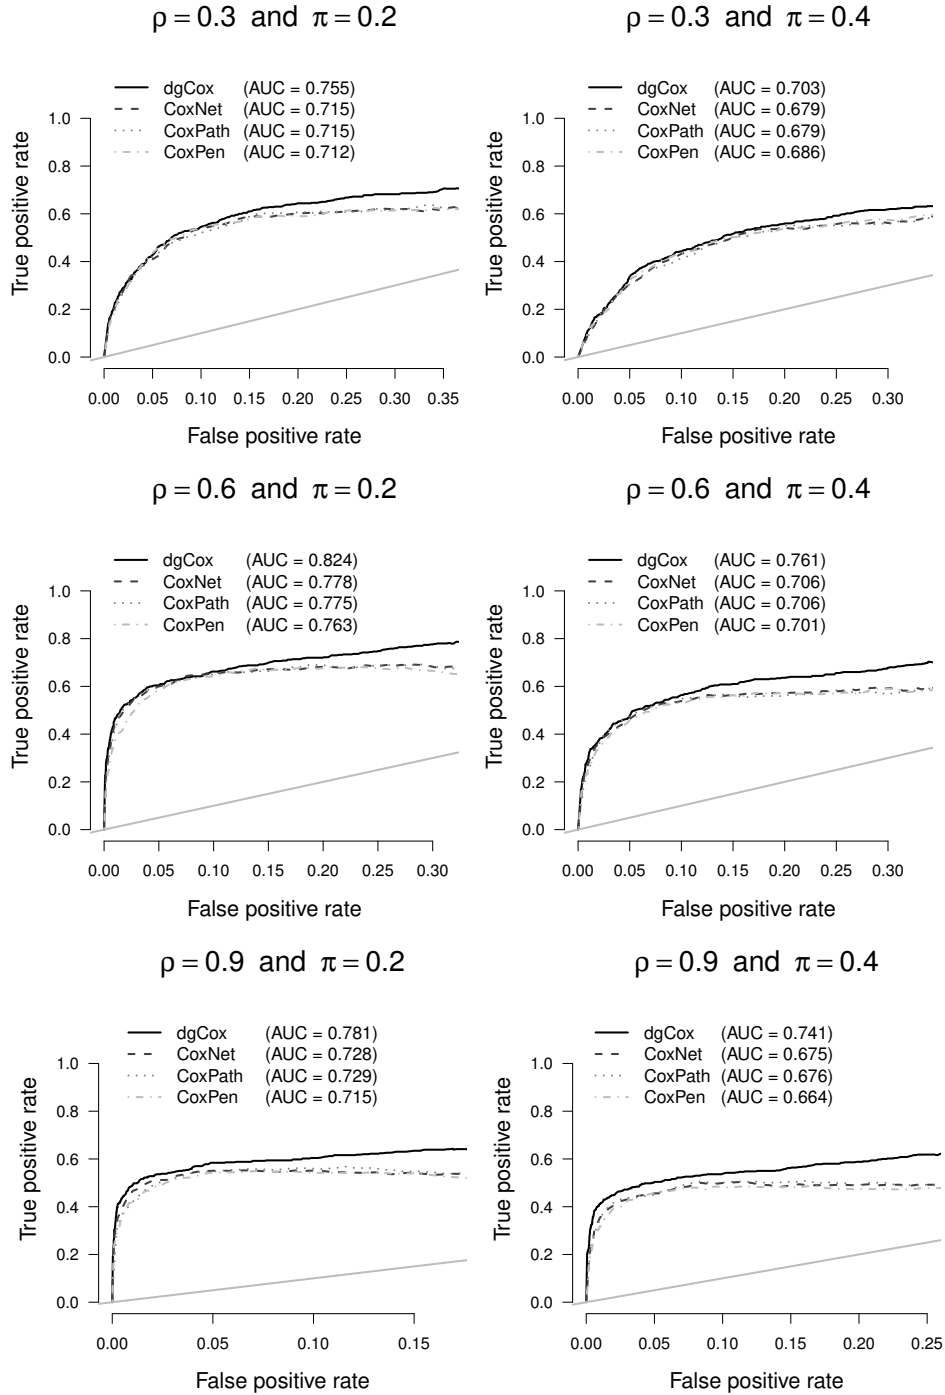 ρ = 0.3 and π = 0.2
dgCox (AUC = 0.755)
CoxNet (AUC = 0.715)
CoxPath (AUC = 0.715)
CoxPen (AUC = 0.712)
True positive rate
1.0
0.8
0.6
0.4
0.2
0.0
0.00 0.05 0.10 0.15 0.20 0.25 0.30 0.35
False positive rate
ρ = 0.3 and π = 0.4
dgCox (AUC = 0.703)
CoxNet (AUC = 0.679)
CoxPath (AUC = 0.679)
CoxPen (AUC = 0.686)
True positive rate
1.0
0.8
0.6
0.4
0.2
0.0
0.00 0.05 0.10 0.15 0.20 0.25 0.30
False positive rate
ρ = 0.6 and π = 0.2
dgCox (AUC = 0.824)
CoxNet (AUC = 0.778)
CoxPath (AUC = 0.775)
CoxPen (AUC = 0.763)
True positive rate
1.0
0.8
0.6
0.4
0.2
0.0
0.00 0.05 0.10 0.15 0.20 0.25 0.30
False positive rate
ρ = 0.6 and π = 0.4
dgCox (AUC = 0.761)
CoxNet (AUC = 0.706)
CoxPath (AUC = 0.706)
CoxPen (AUC = 0.701)
True positive rate
1.0
0.8
0.6
0.4
0.2
0.0
0.00 0.05 0.10 0.15 0.20 0.25 0.30
False positive rate
ρ = 0.9 and π = 0.2
dgCox (AUC = 0.781)
CoxNet (AUC = 0.728)
CoxPath (AUC = 0.729)
CoxPen (AUC = 0.715)
True positive rate
1.0
0.8
0.6
0.4
0.2
0.0
0.00 0.05 0.10 0.15
False positive rate
ρ = 0.9 and π = 0.4
dgCox (AUC = 0.741)
CoxNet (AUC = 0.675)
CoxPath (AUC = 0.676)
CoxPen (AUC = 0.664)
True positive rate
1.0
0.8
0.6
0.4
0.2
0.0
0.00 0.05 0.10 0.15 0.20 0.25
False positive rate